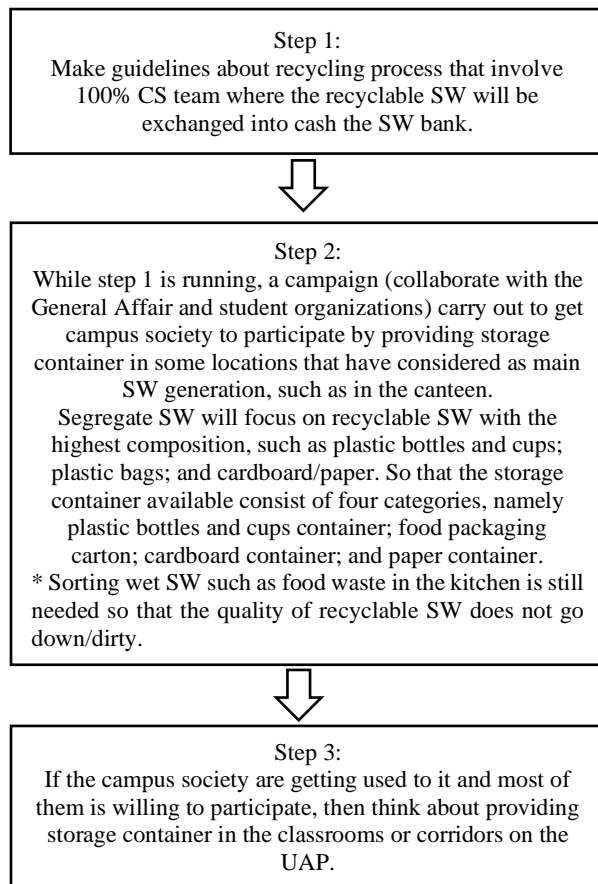 Step 1:
Make guidelines about recycling process that involve
100% CS team where the recyclable SW will be
exchanged into cash the SW bank.
Step 2:
While step 1 is running, a campaign (collaborate with the
General Affair and student organizations) carry out to get
campus society to participate by providing storage
container in some locations that have considered as main
SW generation, such as in the canteen.
Segregate SW will focus on recyclable SW with the
highest composition, such as plastic bottles and cups;
plastic bags; and cardboard/paper. So that the storage
container available consist of four categories, namely
plastic bottles and cups container; food packaging
carton; cardboard container; and paper container.
* Sorting wet SW such as food waste in the kitchen is still
needed so that the quality of recyclable SW does not go
down/dirty.
Step 3:
If the campus society are getting used to it and most of
them is willing to participate, then think about providing
storage container in the classrooms or corridors on the
UAP.